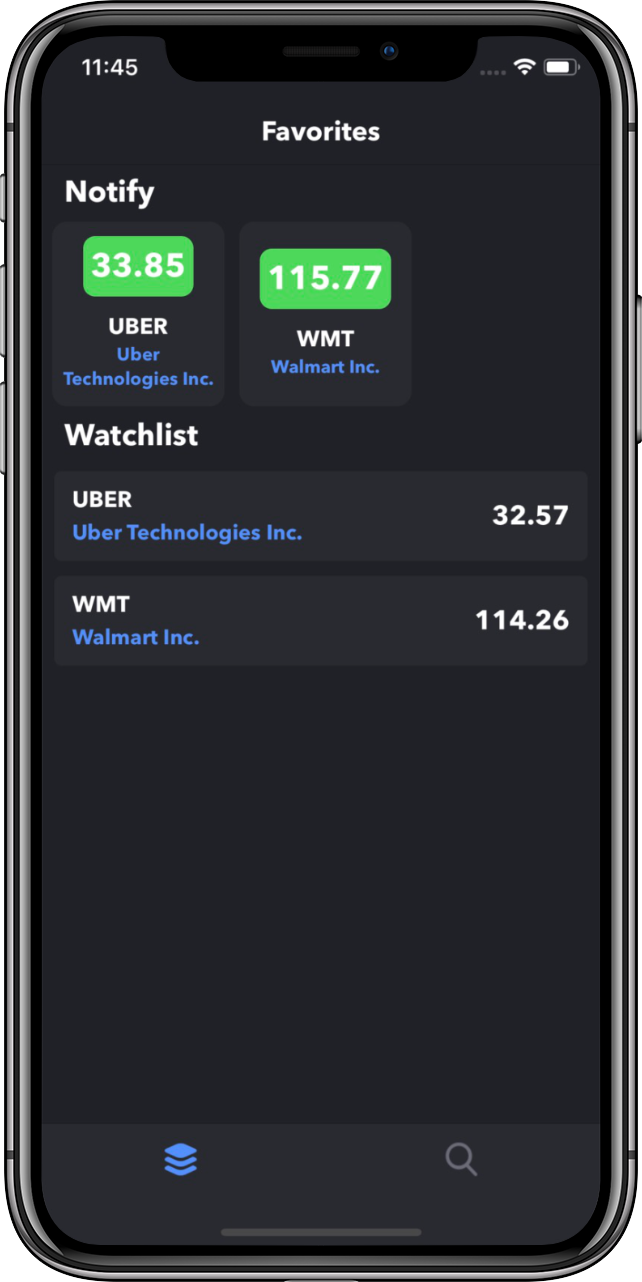 11:45
Favorites
Notify
33.85
UBER
Uber
Technologies Inc.
115.77
WMT
Walmart Inc.
Watchlist
UBER
Uber Technologies Inc.
32.57
WMT
Walmart Inc.
114.26